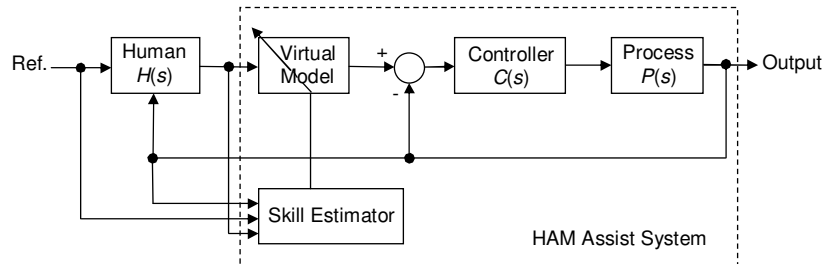 Ref.
Human
H(s)
Virtual
Model
+
-
Controller
C(s)
Process
P(s)
Output
Skill Estimator
HAM Assist System